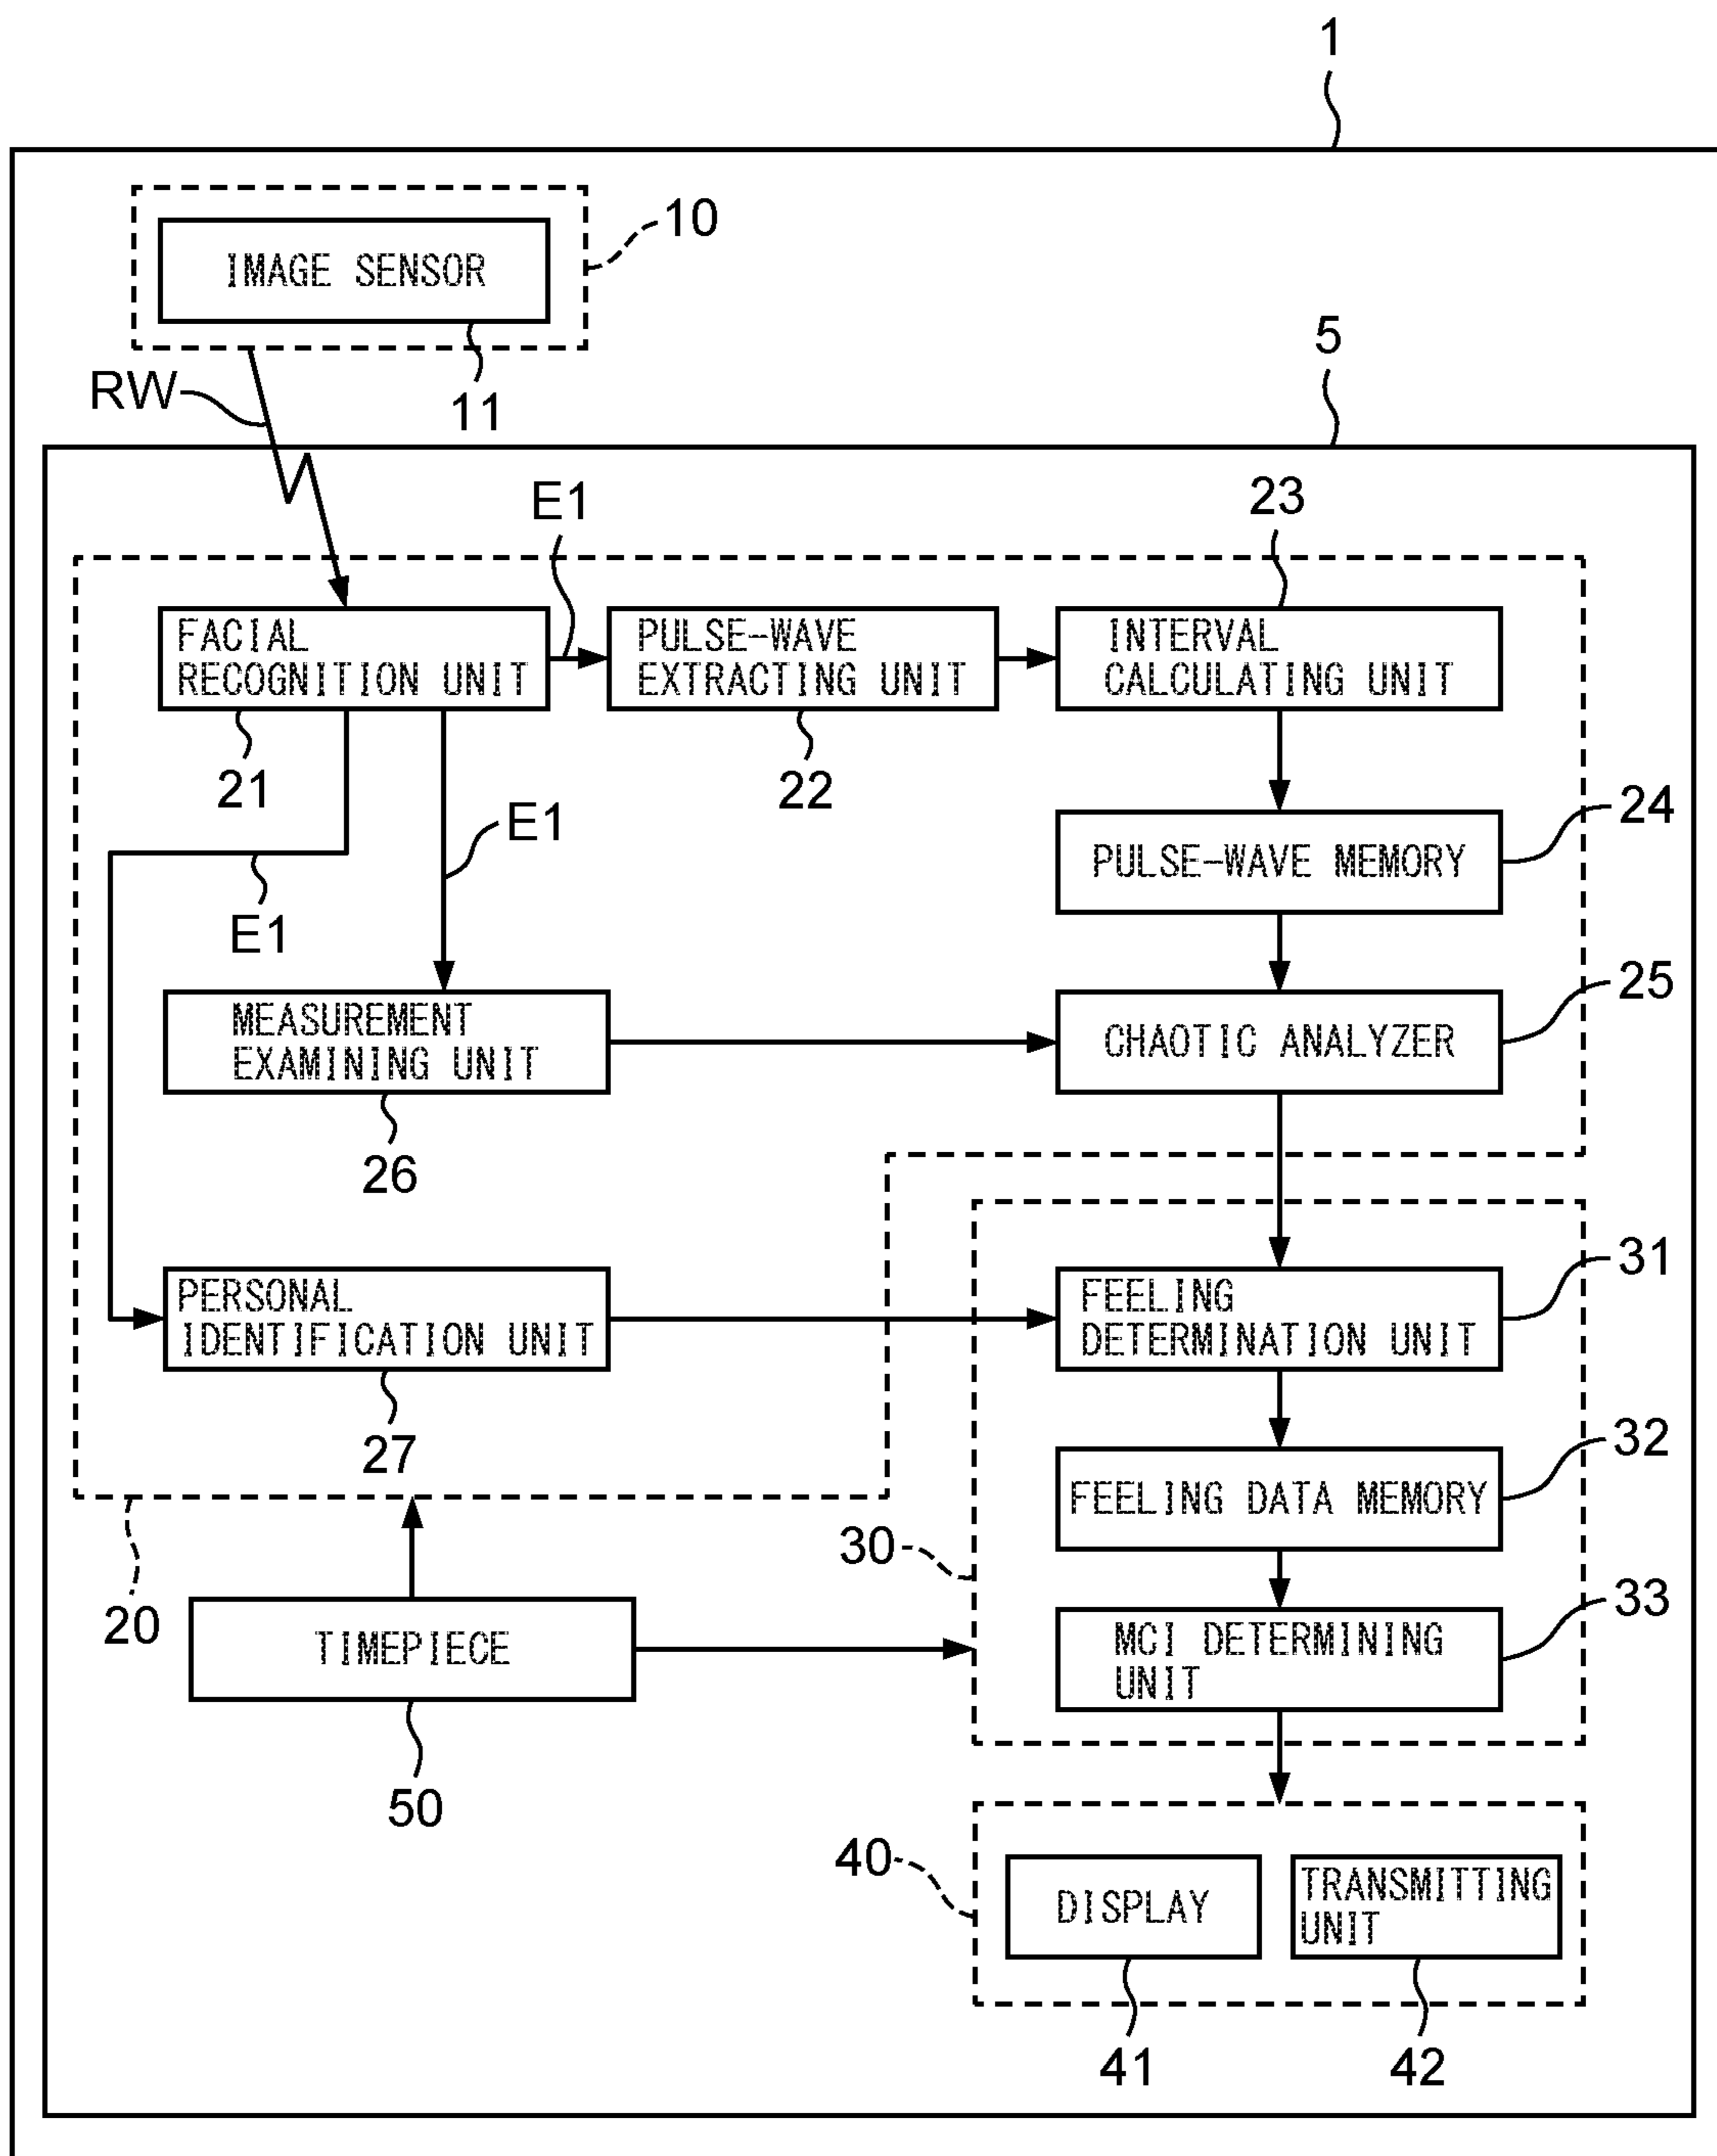 1
IMAGE SENSOR
10
11
RW
5
E1
23
FACIAL
RECOGNITION UNIT
PULSE-WAVE
EXTRACTING UNIT
INTERVAL
CALCULATING UNIT
21
22
24
E1
PULSE-WAVE MEMORY
E1
25
MEASUREMENT
EXAMINING UNIT
CHAOTIC ANALYZER
26
31
PERSONAL
IDENTIFICATION UNIT
FEELING
DETERMINATION UNIT
27
32
FEELING DATA MEMORY
30
20
33
TIMEPIECE
MCI DETERMINING
UNIT
50
40
DISPLAY
TRANSMITTING
UNIT
41
42